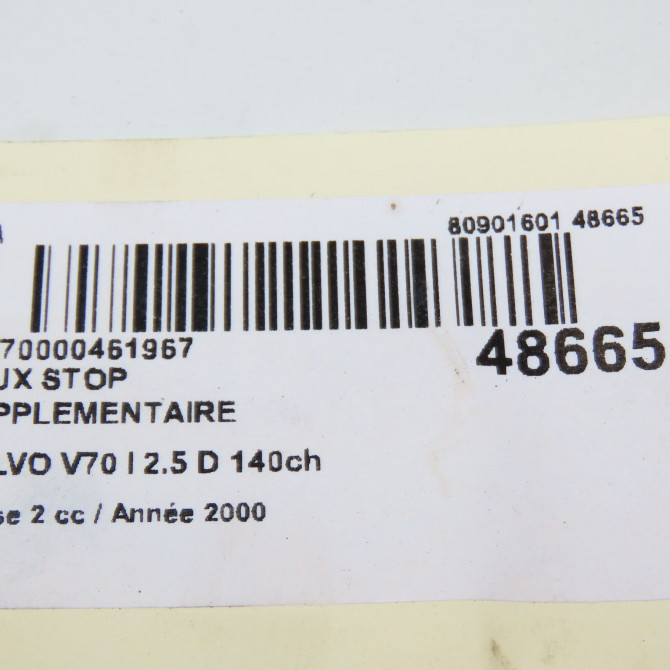 80901601 48665
70000461967
48665
UX STOP
PPLEMENTAIRE
LVO V70 I 2.5 D 140ch
se 2 cc / Année 2000